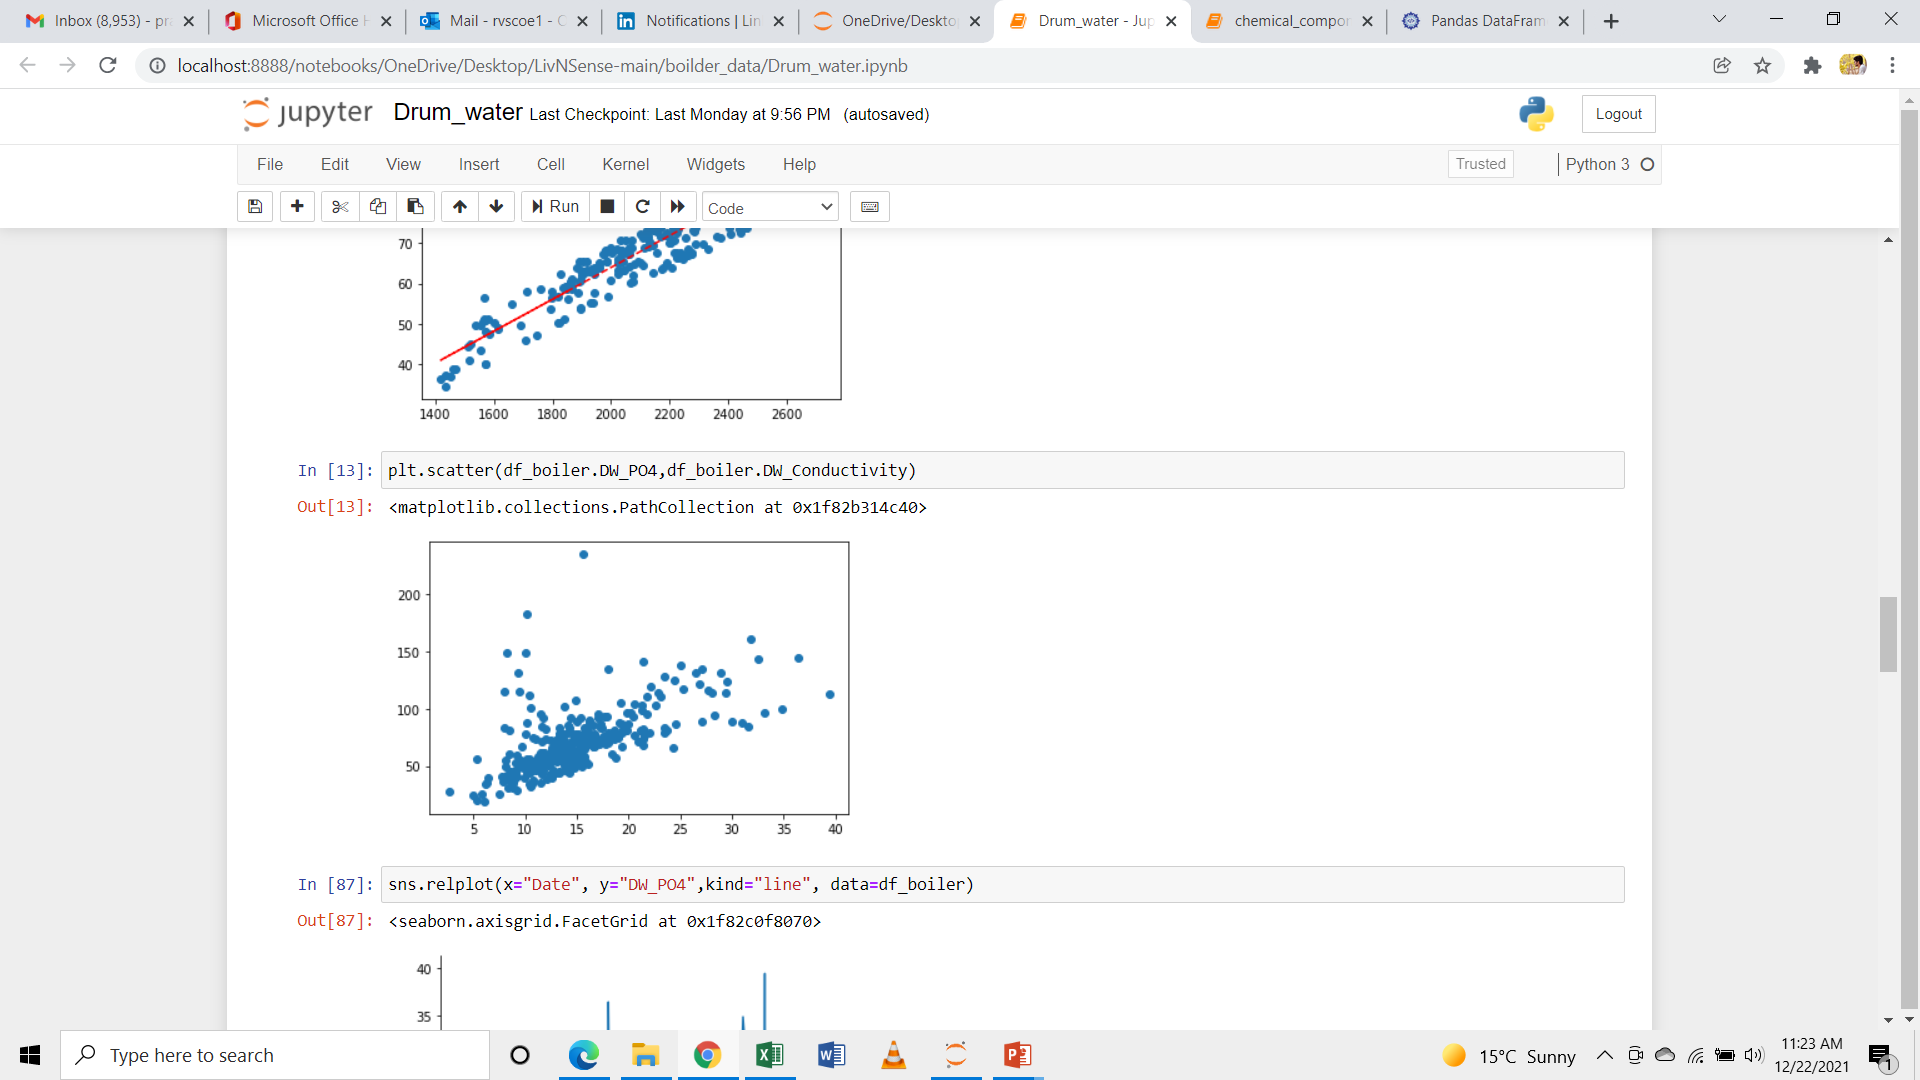 Inbox (8,953) - pr
Microsoft Office H
Mail - rvscoe1 - O
Notifications | Lin
OneDrive/Deskto
Drum_water - Jup
chemical_compor
Pandas DataFram
localhost:8888/notebooks/OneDrive/Desktop/LivNSense-main/boilder_data/Drum_water.ipynb
jupyter Drum_water Last Checkpoint: Last Monday at 9:56 PM (autosaved)
Logout
File Edit View Insert Cell Kernel Widgets Help
Trusted
Python 3
Run
Code
70
60
50
40
1400 1600 1800 2000 2200 2400 2600
In [13]: plt.scatter(df_boiler.DW_PO4,df_boiler.DW_Conductivity)
Out[13]: <matplotlib.collections.PathCollection at 0x1f82b314c40>
200
150
100
50
5 10 15 20 25 30 35 40
In [87]: sns.relplot(x="Date", y="DW_PO4",kind="line", data=df_boiler)
Out[87]: <seaborn.axisgrid.FacetGrid at 0x1f82c0f8070>
40
35
Type here to search
15°C Sunny
11:23 AM
12/22/2021
1